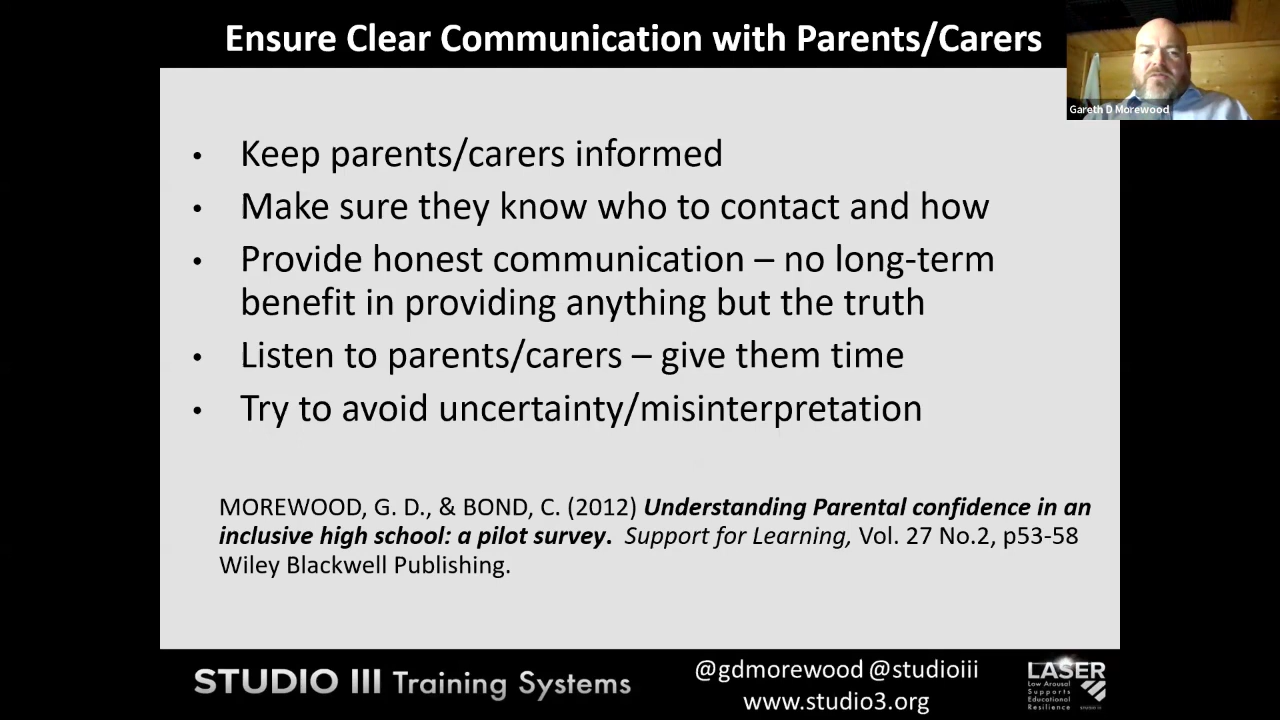 Ensure Clear Communication with Parents/Carers
Gareth D Morewood
• Keep parents/carers informed
• Make sure they know who to contact and how
• Provide honest communication – no long-term
benefit in providing anything but the truth
• Listen to parents/carers – give them time
• Try to avoid uncertainty/misinterpretation
MOREWOOD, G. D., & BOND, C. (2012) Understanding Parental confidence in an
inclusive high school: a pilot survey. Support for Learning, Vol. 27 No.2, p53-58
Wiley Blackwell Publishing.
STUDIO III Training Systems
@gdmorewood @studioiii
www.studio3.org
LASER
Low Arousal
Supports
Educational
Resilience